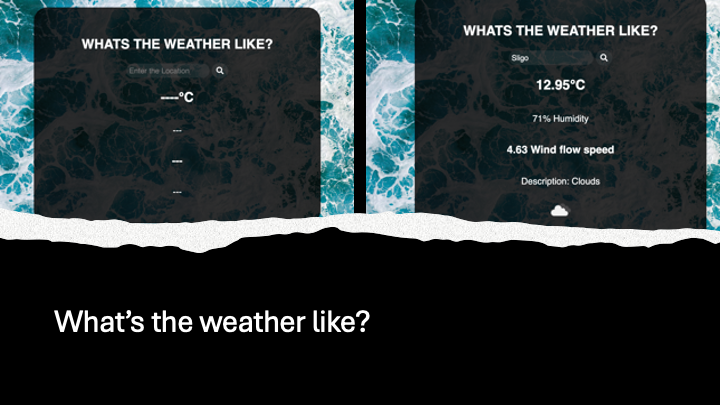 WHATS THE WEATHER LIKE?
Enter the Location
----°C
---
---
---
WHATS THE WEATHER LIKE?
Sligo
12.95°C
71% Humidity
4.63 Wind flow speed
Description: Clouds
What's the weather like?